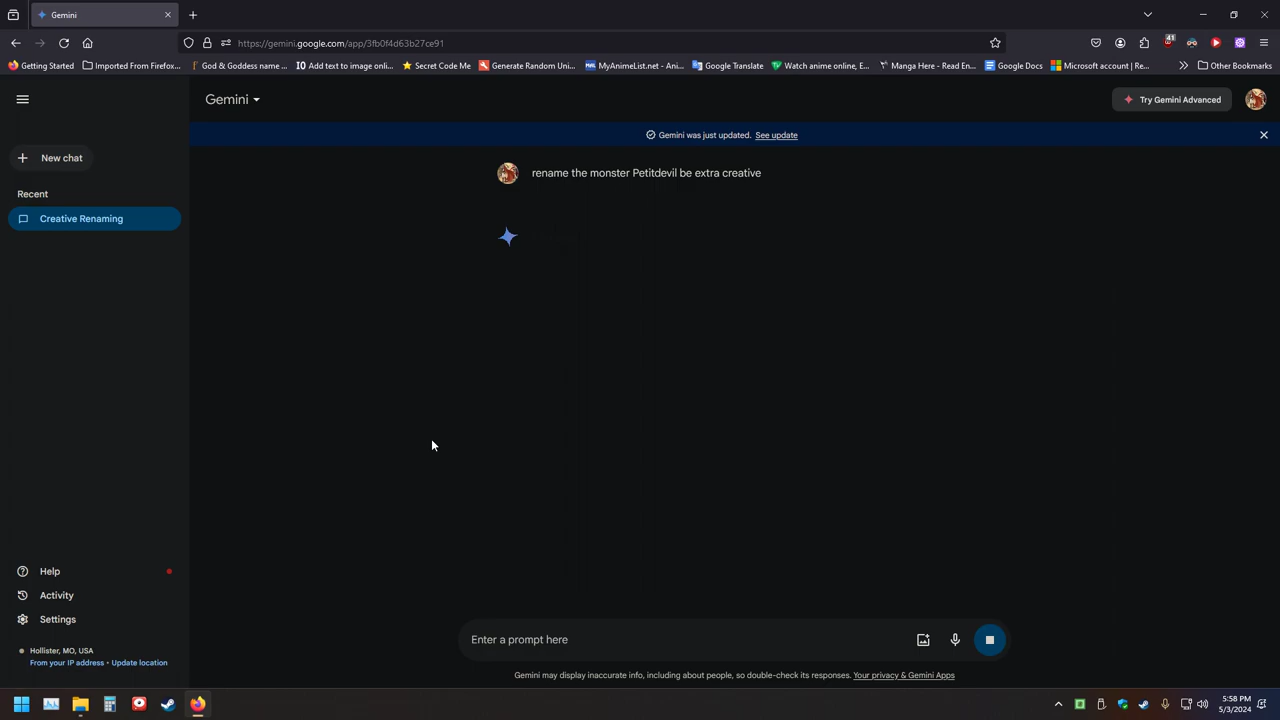 Gemini
https://gemini.google.com/app/3fb0f4d63b27ce91
41
Getting Started
Imported From Firefox...
God & Goddess name ...
Add text to image onli...
Secret Code Me
Generate Random Uni...
MyAnimeList.net - Ani...
Google Translate
Watch anime online, E...
Manga Here - Read En...
Google Docs
Microsoft account | Re...
Other Bookmarks
Gemini
Try Gemini Advanced
Gemini was just updated. See update
New chat
rename the monster Petitdevil be extra creative
Recent
Creative Renaming
Help
Activity
Settings
Enter a prompt here
Hollister, MO, USA
From your IP address • Update location
Gemini may display inaccurate info, including about people, so double-check its responses. Your privacy & Gemini Apps
5:58 PM
5/3/2024